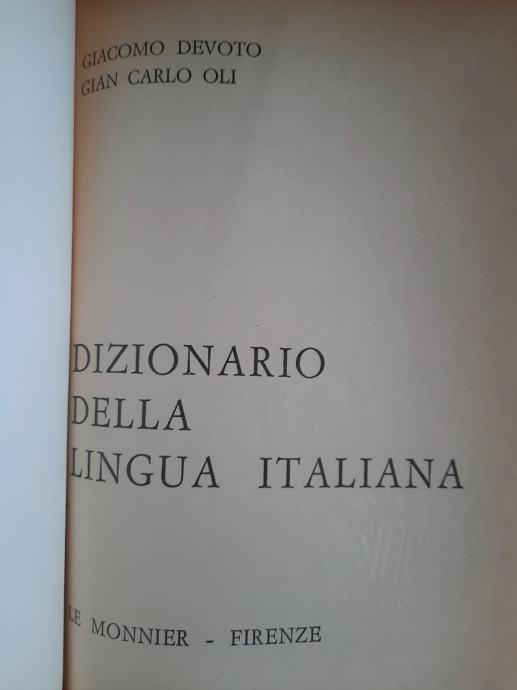 GIACOMO DEVOTO
GIAN CARLO OLI
DIZIONARIO
DELLA
LINGUA ITALIANA
LE MONNIER - FIRENZE